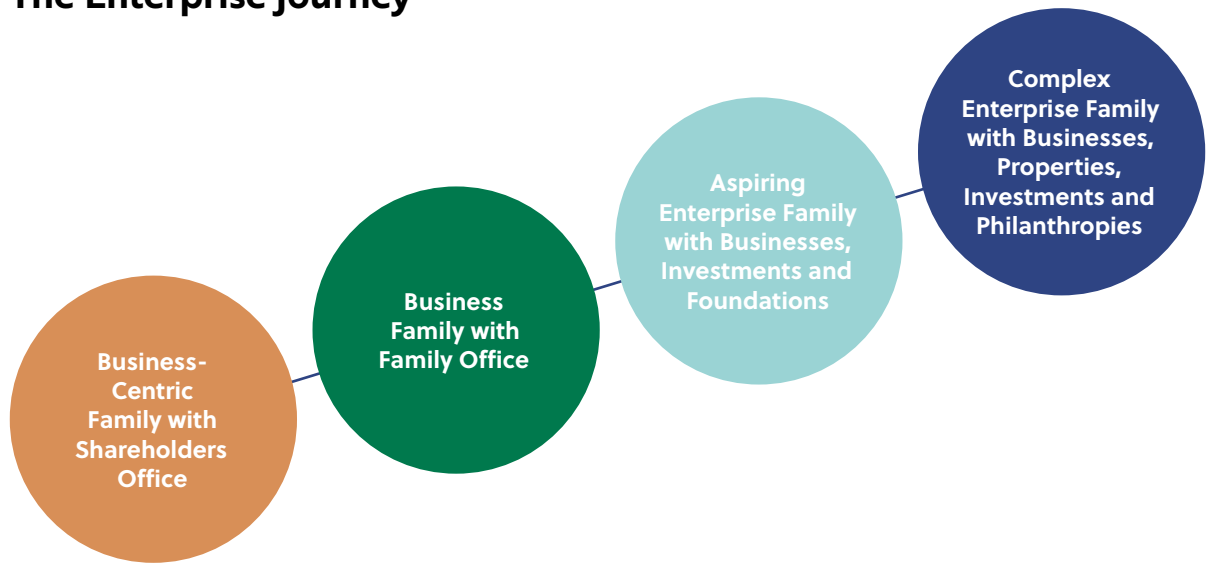 The Enterprise Journey
Business-
Centric
Family with
Shareholders
Office
Business
Family with
Family Office
Aspiring
Enterprise Family
with Businesses,
Investments and
Foundations
Complex
Enterprise Family
with Businesses,
Properties,
Investments and
Philanthropies